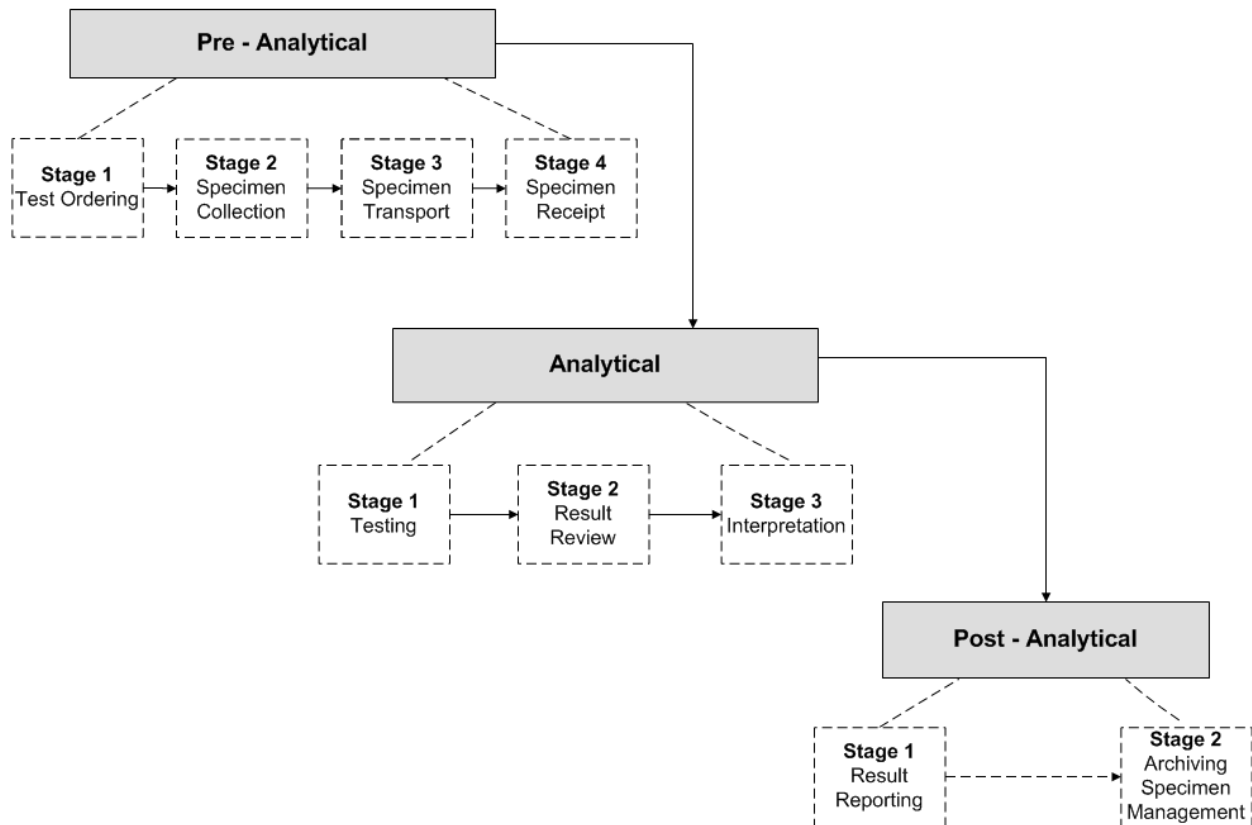 Pre - Analytical
Stage 1
Test Ordering
Stage 2
Specimen
Collection
Stage 3
Specimen
Transport
Stage 4
Specimen
Receipt
Analytical
Stage 1
Testing
Stage 2
Result
Review
Stage 3
Interpretation
Post - Analytical
Stage 1
Result
Reporting
Stage 2
Archiving
Specimen
Management